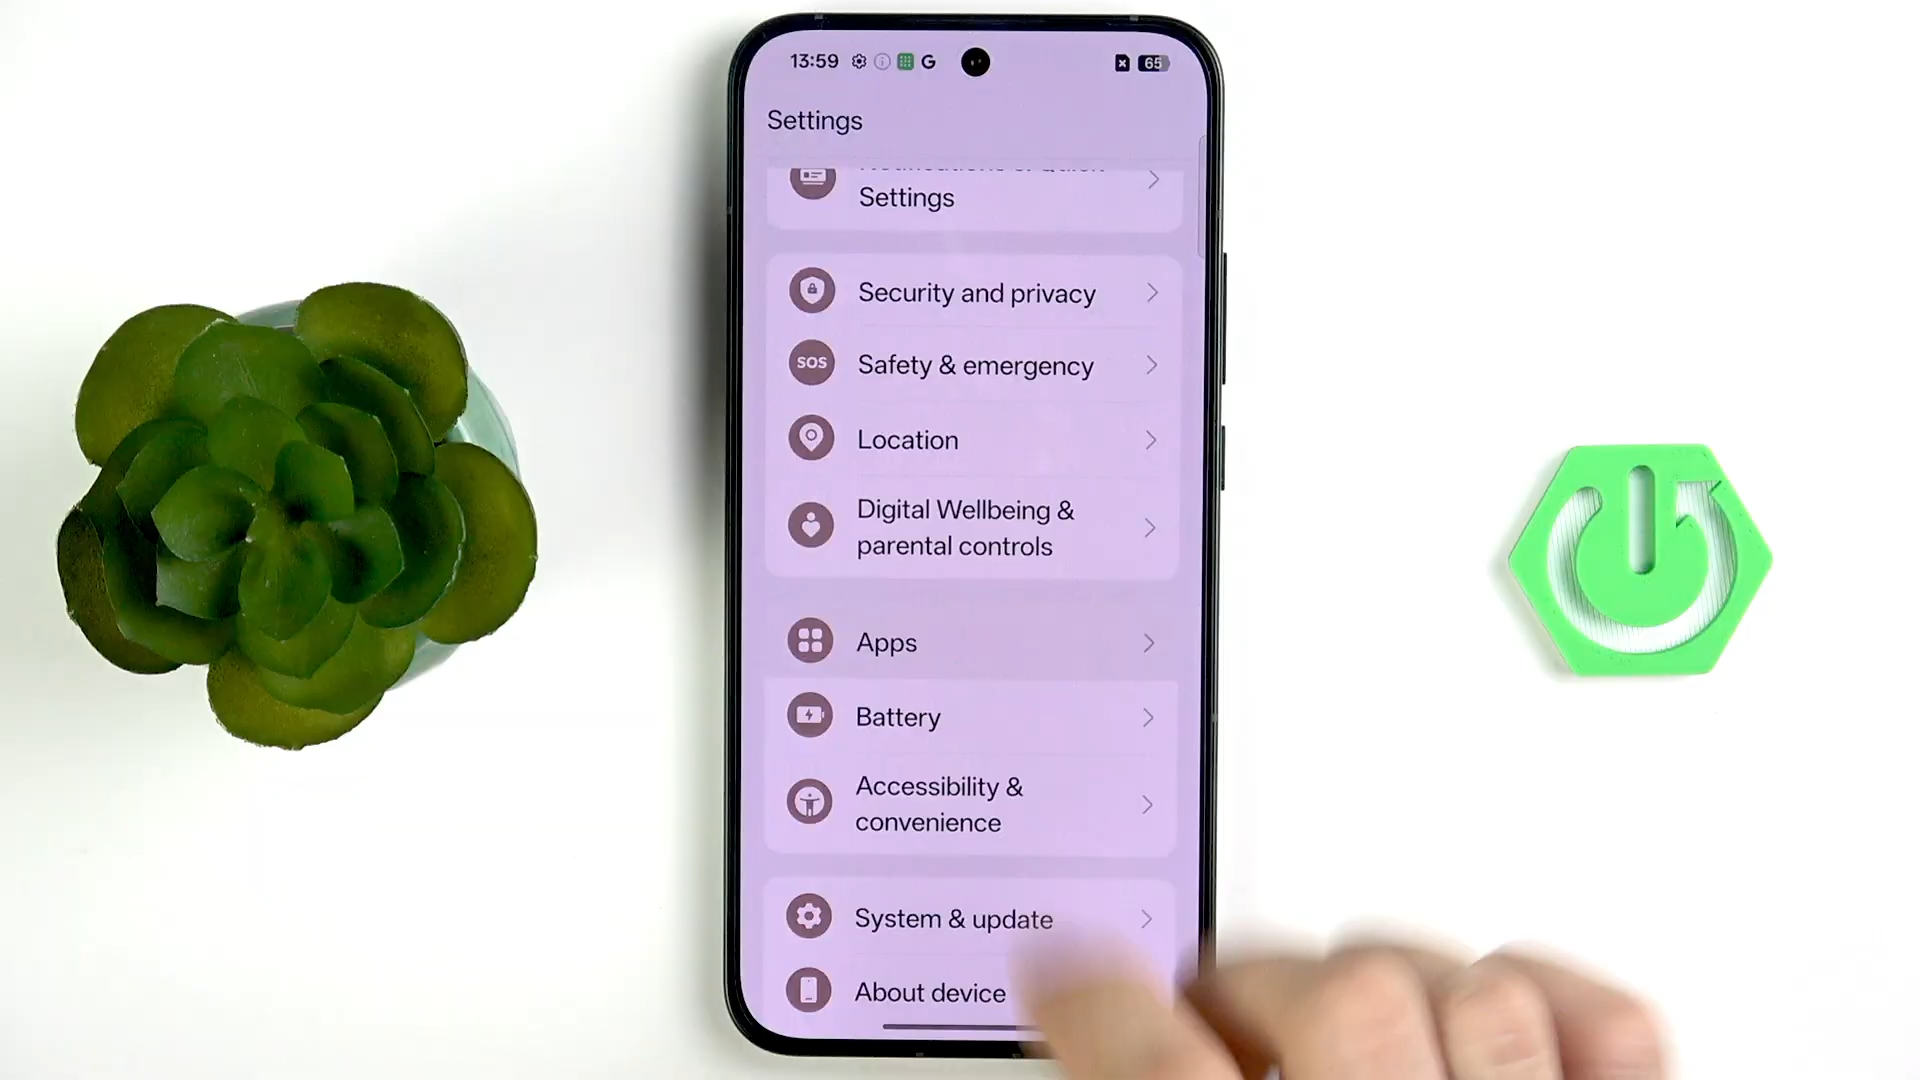 13:59 G 65
Settings
Settings
Security and privacy
SOS Safety & emergency
Location
Digital Wellbeing &
parental controls
Apps
Battery
Accessibility &
convenience
System & update
About device